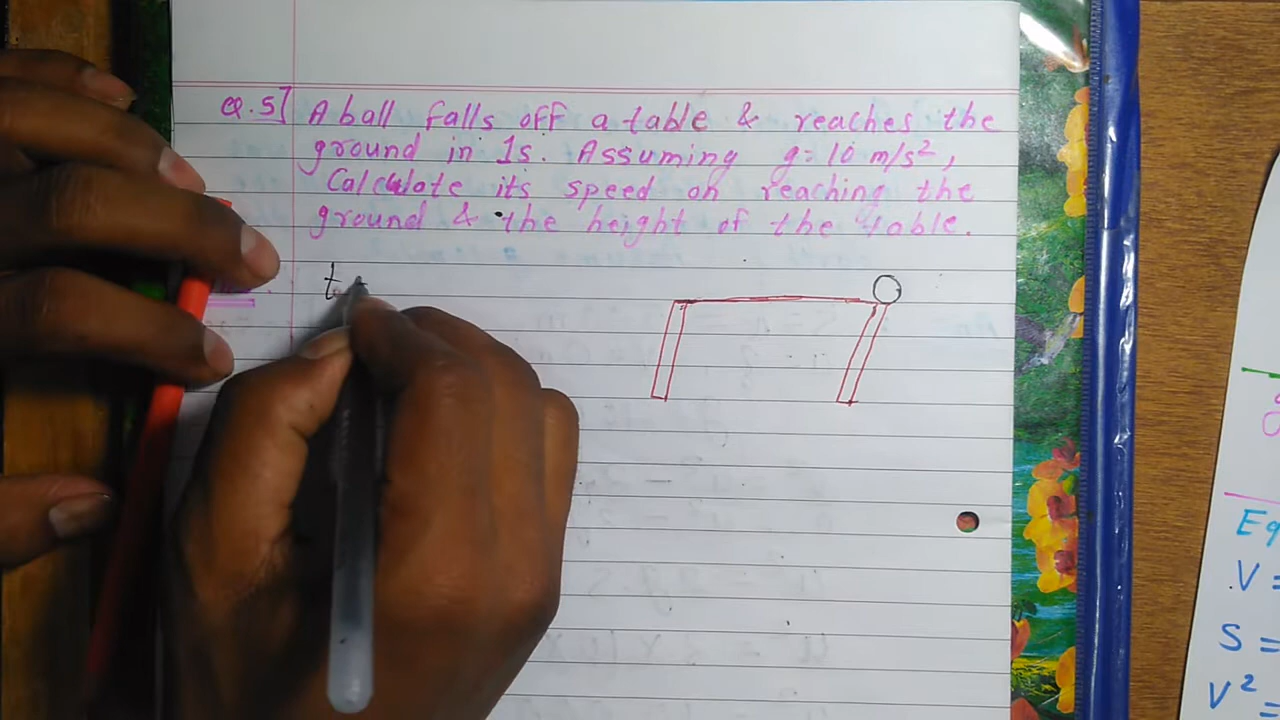 Q.5] A ball falls off a table & reaches the
ground in 1s. Assuming g= 10 m/s²,
Calculate its speed on reaching the
ground & the height of the table.
t
Eq
V =
S =
V² =